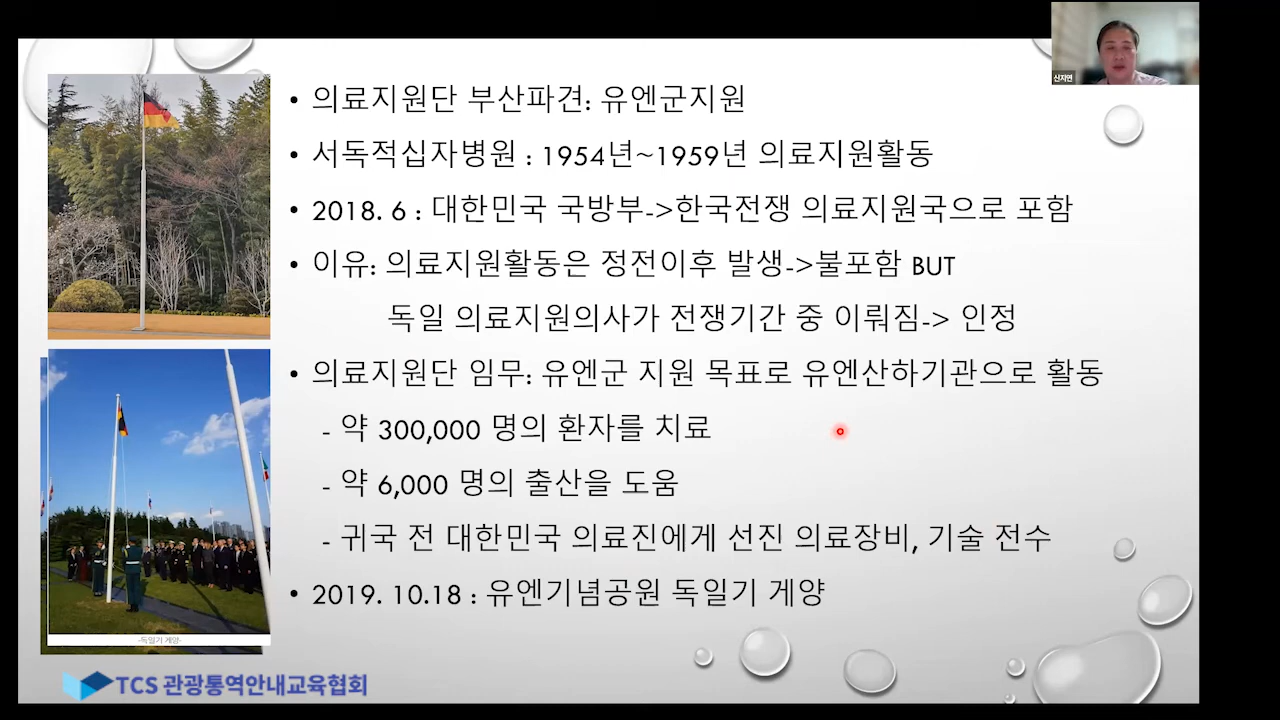 신지연
• 의료지원단 부산파견: 유엔군지원
• 서독적십자병원 : 1954년~1959년 의료지원활동
• 2018. 6 : 대한민국 국방부->한국전쟁 의료지원국으로 포함
• 이유: 의료지원활동은 정전이후 발생->불포함 BUT
독일 의료지원의사가 전쟁기간 중 이뤄짐-> 인정
• 의료지원단 임무: 유엔군 지원 목표로 유엔산하기관으로 활동
- 약 300,000 명의 환자를 치료
- 약 6,000 명의 출산을 도움
- 귀국 전 대한민국 의료진에게 선진 의료장비, 기술 전수
• 2019. 10.18 : 유엔기념공원 독일기 게양
-독일기 게양-
TCS 관광통역안내교육협회